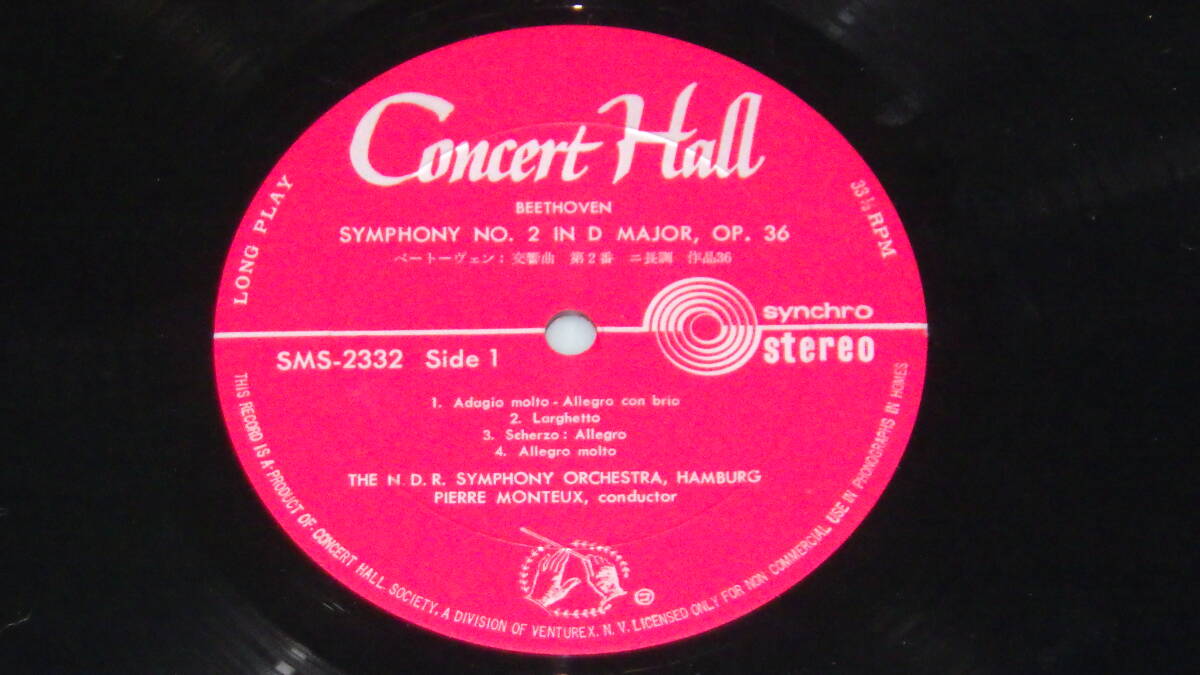 Concert Hall
BEETHOVEN
SYMPHONY NO. 2 IN D MAJOR, OP. 36
ベートーヴェン：交響曲 第2番 ニ長調 作品36
LONG PLAY
33 1/3 RPM
synchro
stereo
SMS-2332 Side 1
1. Adagio molto - Allegro con brio
2. Larghetto
3. Scherzo : Allegro
4. Allegro molto
THE N D. R. SYMPHONY ORCHESTRA, HAMBURG
PIERRE MONTEUX, conductor
THIS RECORD IS A PRODUCT OF CONCERT HALL SOCIETY, A DIVISION OF VENTUREX. N. V. LICENSED ONLY FOR NON COMMERCIAL USE IN PHONOGRAPHS IN HOMES